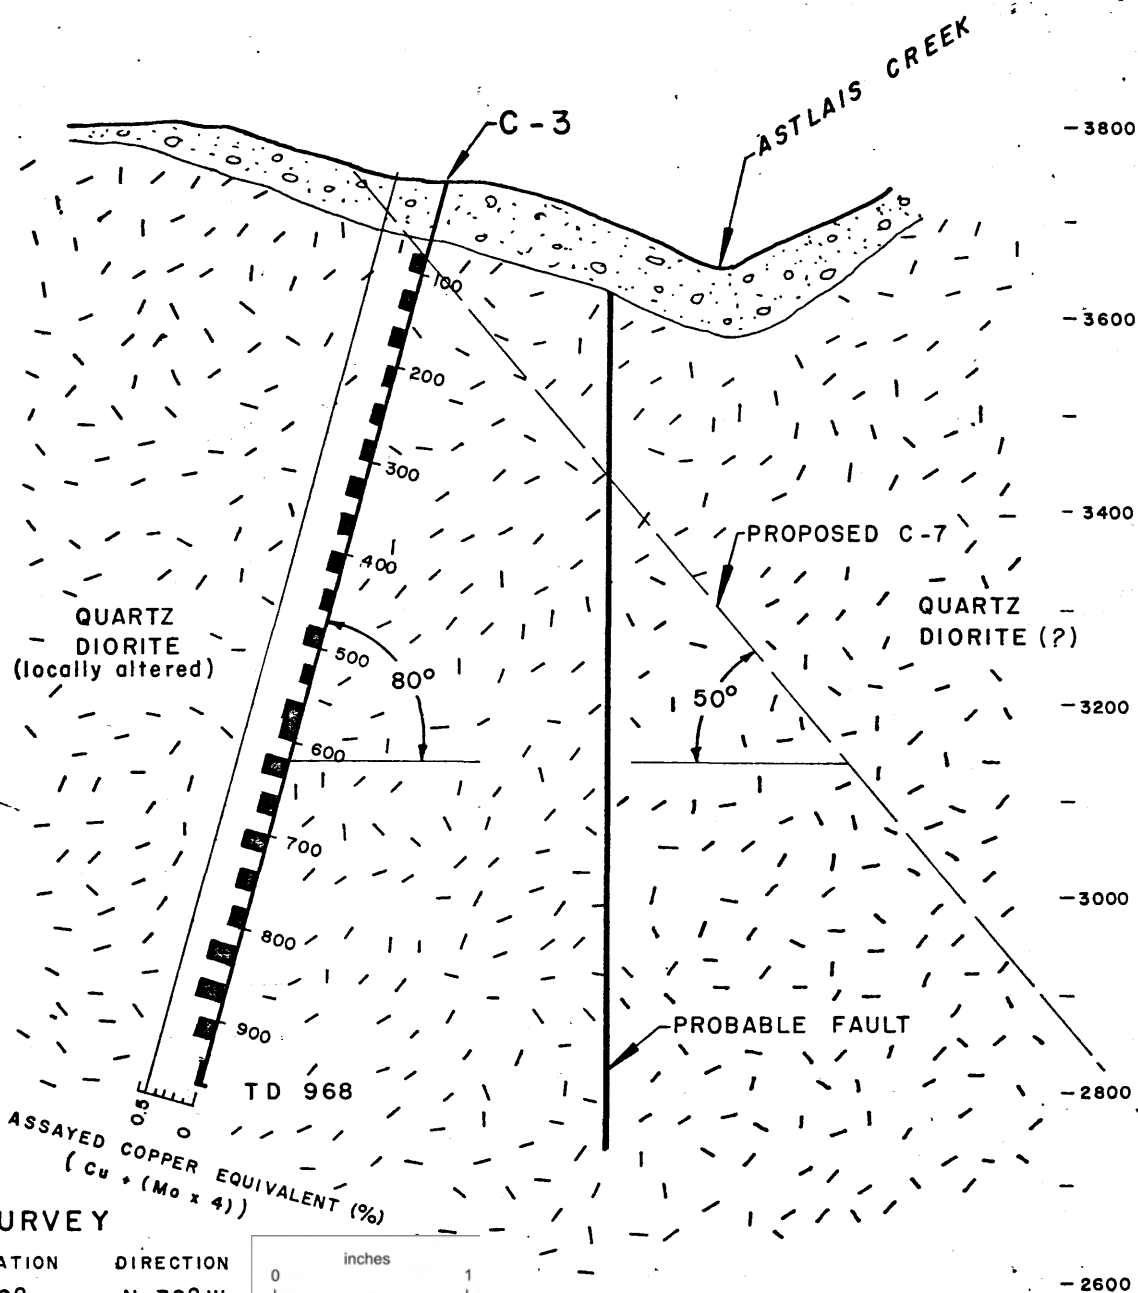 ASTLAIS CREEK
C-3
-3800
100
-3600
200
300
-3400
PROPOSED C-7
400
QUARTZ
DIORITE
(locally altered)
QUARTZ
DIORITE (?)
500
80°
50°
-3200
600
700
-3000
800
PROBABLE FAULT
900
TD 968
-2800
0.5
0
ASSAYED COPPER EQUIVALENT (%)
( Cu + (Mo x 4) )
URVEY
ATION DIRECTION
inches
0 1
-2600